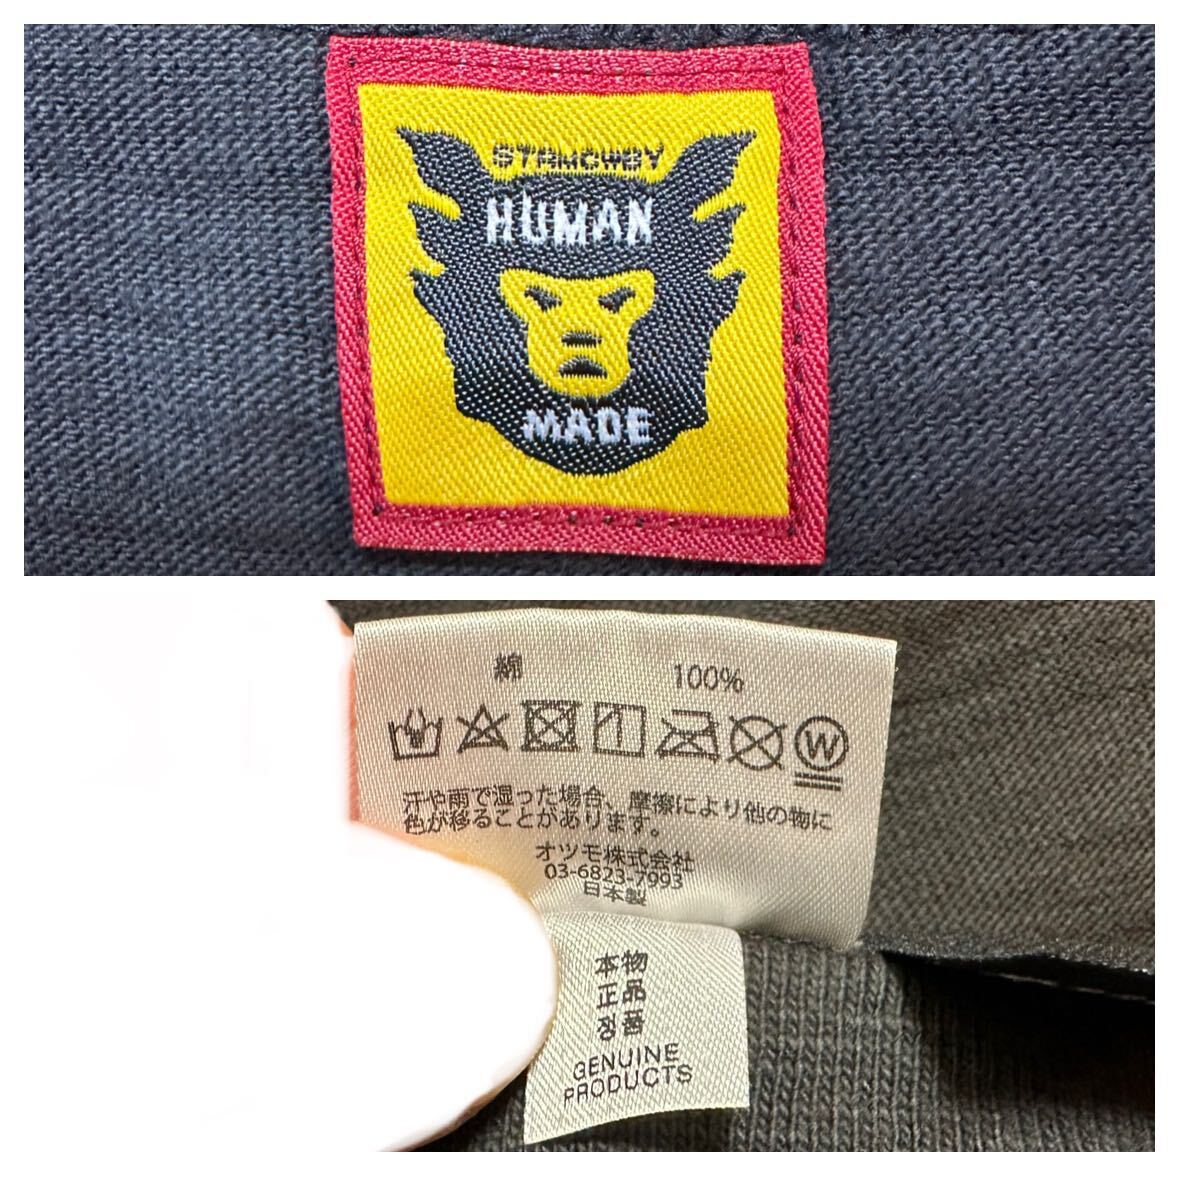 STRMCWBY
HUMAN
MADE
綿 100%
W
汗や雨で湿った場合、摩擦により他の物に
色が移ることがあります。
オツモ株式会社
03-6823-7993
日本製
本物
正品
정품
GENUINE
PRODUCTS